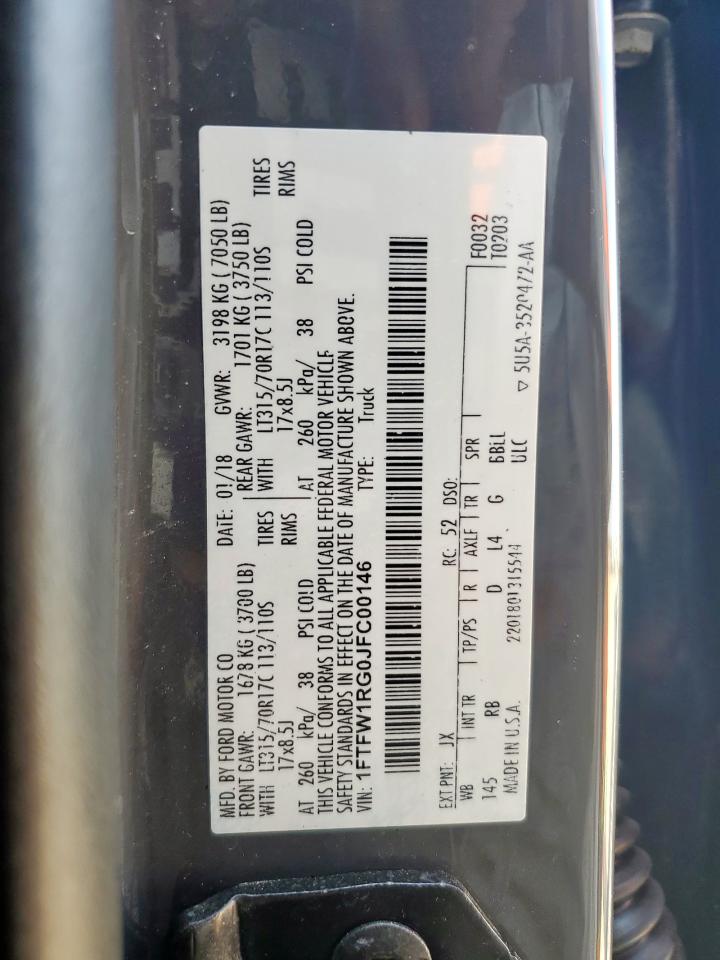 MFD. BY FORD MOTOR CO DATE: 01/18 GVWR: 3198 KG ( 7050 LB)
FRONT GAWR: 1678 KG ( 3700 LB) REAR GAWR: 1701 KG ( 3750 LB)
WITH LT315/70R17C 113/110S TIRES WITH LT315/70R17C 113/110S TIRES
17x8.5J RIMS 17x8.5J RIMS
AT 260 kPa/ 38 PSI COLD AT 260 kPa/ 38 PSI COLD
THIS VEHICLE CONFORMS TO ALL APPLICABLE FEDERAL MOTOR VEHICLE
SAFETY STANDARDS IN EFFECT ON THE DATE OF MANUFACTURE SHOWN ABOVE.
VIN: 1FTFW1RG0JFC00146 TYPE: Truck
EXT PNT: JX RC: 52 DSO:
WB INT TR TP/PS R AXLE TR SPR F0032
145 RB D L4 G BBLL T0203
MADE IN U.S.A. 2201801315544 ULC
▽ 5U5A-3520472-AA